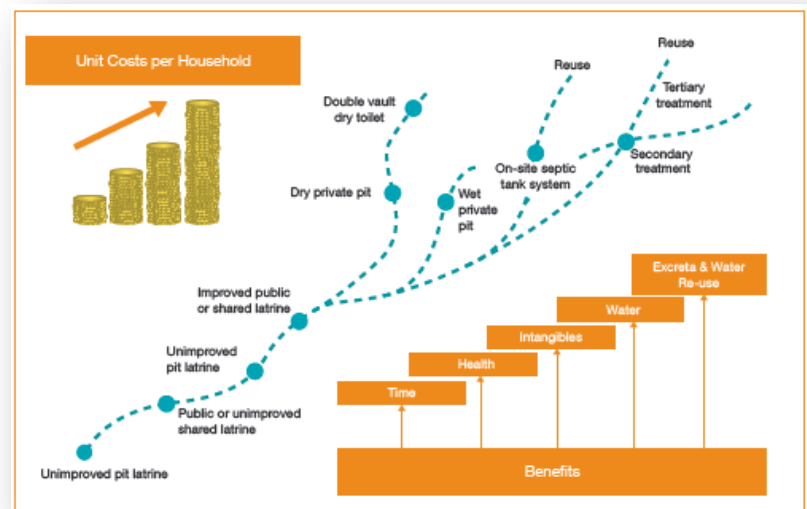 Unit Costs per Household
Reuse
Reuse
Double vault
dry toilet
Tertiary
treatment
Dry private pit
Wet
private
pit
On-site septic
tank system
Secondary
treatment
Improved public
or shared latrine
Unimproved
pit latrine
Public or unimproved
shared latrine
Unimproved pit latrine
Excreta & Water
Re-use
Water
Intangibles
Health
Time
Benefits